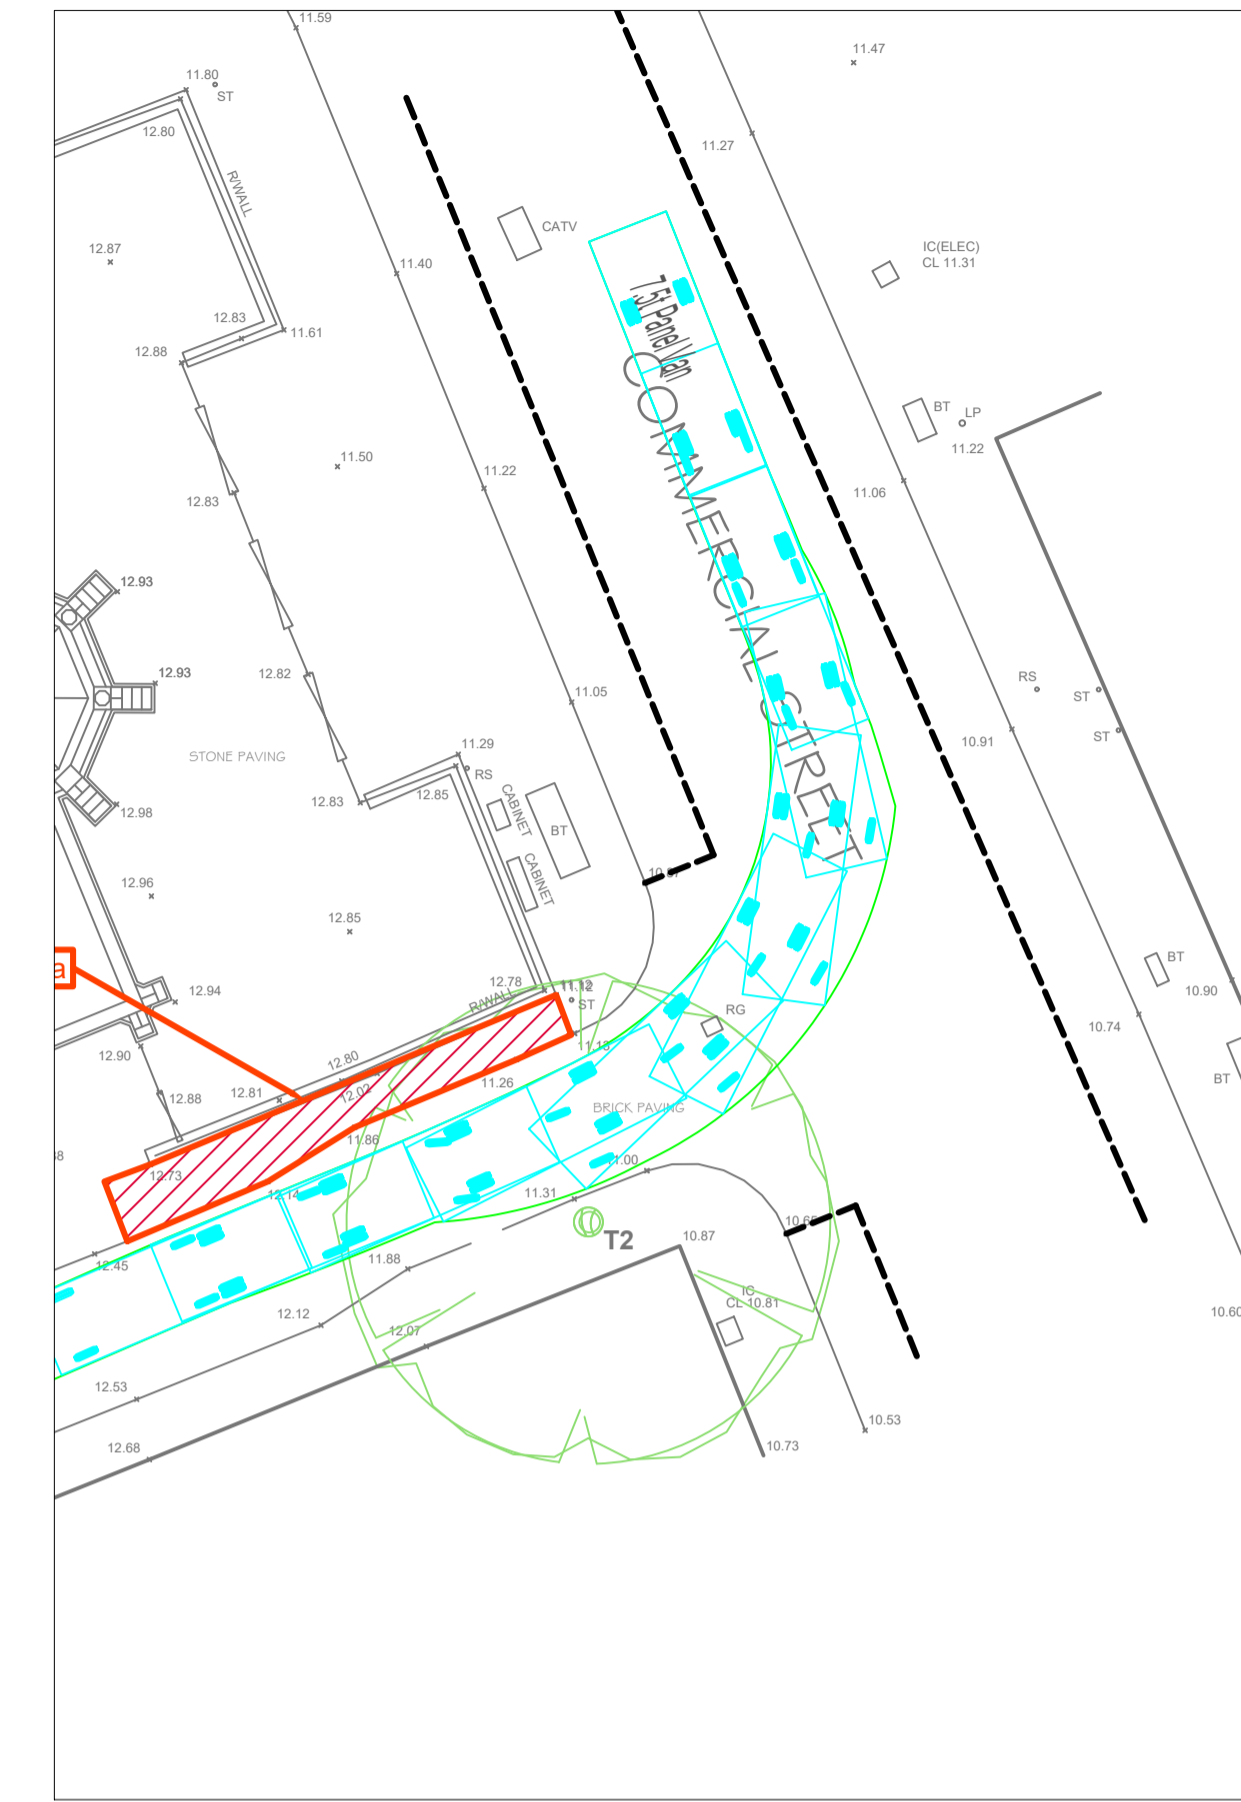 11.59
11.47
11.80
ST
12.80
11.27
R/WALL
CATV
12.87
IC(ELEC)
CL 11.31
11.40
7.5t Panel Van
12.83
11.61
12.88
BT
LP
11.22
11.50
12.83
11.22
11.06
COMMERCIAL STREET
12.93
12.93
12.82
RS
ST
11.05
ST
10.91
STONE PAVING
11.29
RS
12.83
12.85
CABINET
BT
12.98
CABINET
12.96
12.85
BT
a
12.78
11.12
10.90
12.94
R/WALL
ST
RG
10.74
11.13
12.90
12.80
11.26
BT
12.81
12.02
12.88
BRICK PAVING
11.86
12.73
11.00
12.14
11.31
T2
10.87
11.88
12.45
IC
CL 10.81
12.12
12.07
10.60
12.53
10.53
12.68
10.73